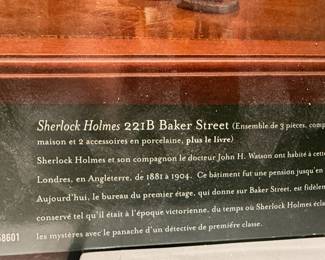 Sherlock Holmes 221B Baker Street (Ensemble de 3 pièces,
maison et 2 accessoires en porcelaine, plus le livre)
Sherlock Holmes et son compagnon le docteur John H. Watson ont habité à cette
Londres, en Angleterre, de 1881 à 1904. Ce bâtiment fut une pension jusqu'en
Aujourd'hui, le bureau du premier étage, qui donne sur Baker Street, est
conservé tel qu'il était à l'époque victorienne, du temps où Sherlock Holmes
58601 les mystères avec le panache d'un détective de première classe.